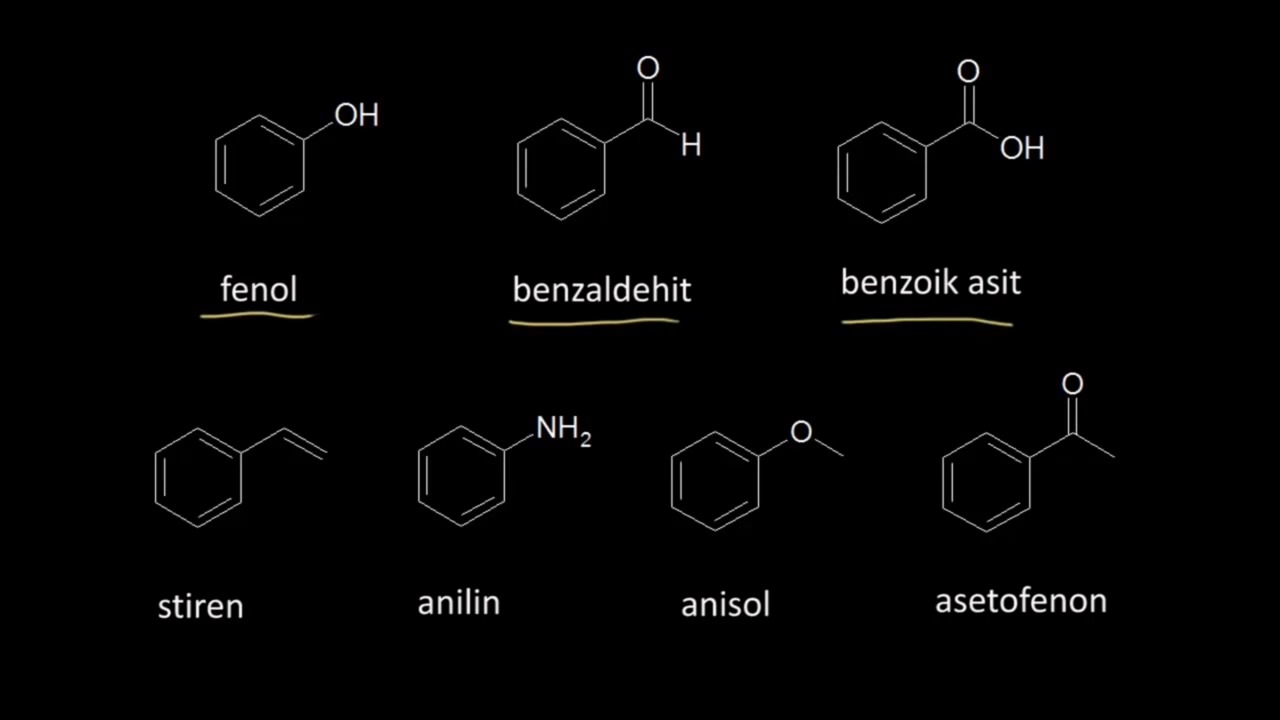 O
O
OH
H
OH
fenol
benzaldehit
benzoik asit
O
NH₂
O
stiren
anilin
anisol
asetofenon